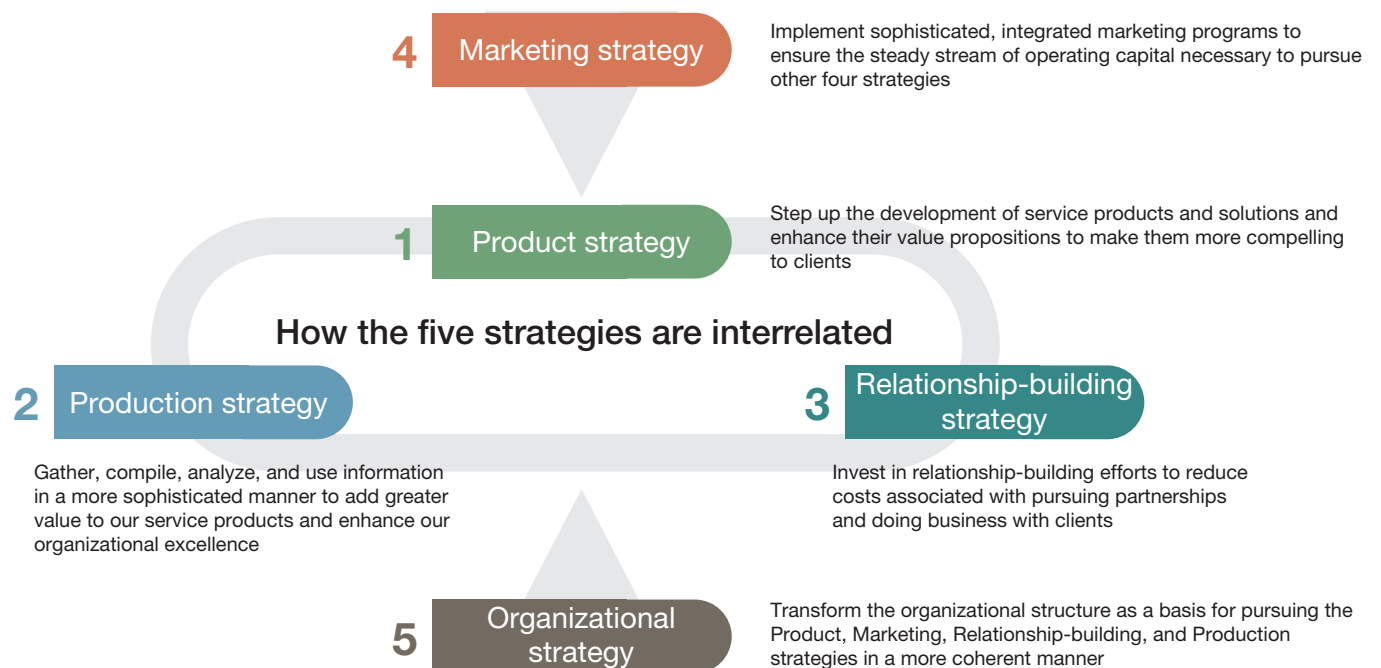 4
Marketing strategy
Implement sophisticated, integrated marketing programs to
ensure the steady stream of operating capital necessary to pursue
other four strategies
1
Product strategy
Step up the development of service products and solutions and
enhance their value propositions to make them more compelling
to clients
How the five strategies are interrelated
2
Production strategy
Gather, compile, analyze, and use information
in a more sophisticated manner to add greater
value to our service products and enhance our
organizational excellence
3
Relationship-building
strategy
Invest in relationship-building efforts to reduce
costs associated with pursuing partnerships
and doing business with clients
5
Organizational
strategy
Transform the organizational structure as a basis for pursuing the
Product, Marketing, Relationship-building, and Production
strategies in a more coherent manner